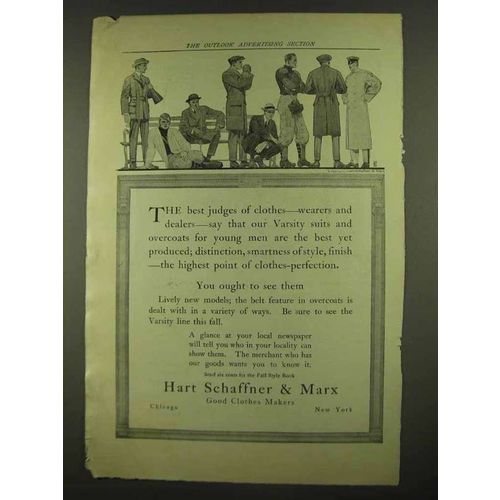 THE OUTLOOK ADVERTISING SECTION
THE best judges of clothes—wearers and
dealers—say that our Varsity suits and
overcoats for young men are the best yet
produced; distinction, smartness of style, finish
—the highest point of clothes-perfection.
You ought to see them
Lively new models; the belt feature in overcoats is
dealt with in a variety of ways. Be sure to see the
Varsity line this fall.
A glance at your local newspaper
will tell you who in your locality can
show them. The merchant who has
our goods wants you to know it.
Send six cents for the Fall Style Book
Hart Schaffner & Marx
Good Clothes Makers
Chicago New York